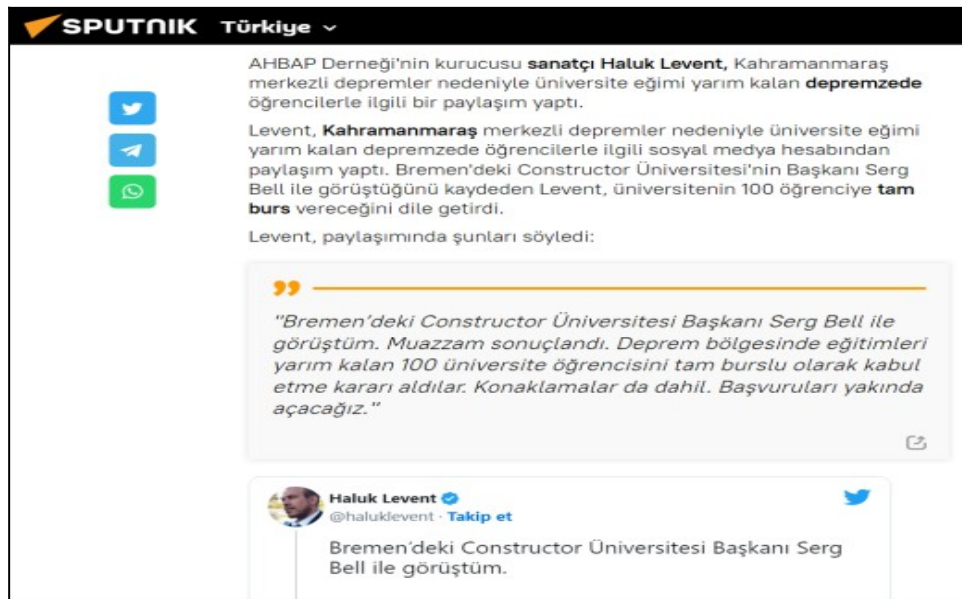 SPUTNIK Türkiye
AHBAP Derneği'nin kurucusu sanatçı Haluk Levent, Kahramanmaraş
merkezli depremler nedeniyle üniversite eğimi yarım kalan depremzede
öğrencilerle ilgili bir paylaşım yaptı.
Levent, Kahramanmaraş merkezli depremler nedeniyle üniversite eğimi
yarım kalan depremzede öğrencilerle ilgili sosyal medya hesabından
paylaşım yaptı. Bremen'deki Constructor Üniversitesi'nin Başkanı Serg
Bell ile görüştüğünü kaydeden Levent, üniversitenin 100 öğrenciye tam
burs vereceğini dile getirdi.
Levent, paylaşımında şunları söyledi:
"Bremen'deki Constructor Üniversitesi Başkanı Serg Bell ile
görüştüm. Muazzam sonuçlandı. Deprem bölgesinde eğitimleri
yarım kalan 100 üniversite öğrencisini tam burslu olarak kabul
etme kararı aldılar. Konaklamalar da dahil. Başvuruları yakında
açacağız."
Haluk Levent
@haluklevent · Takip et
Bremen'deki Constructor Üniversitesi Başkanı Serg
Bell ile görüştüm.